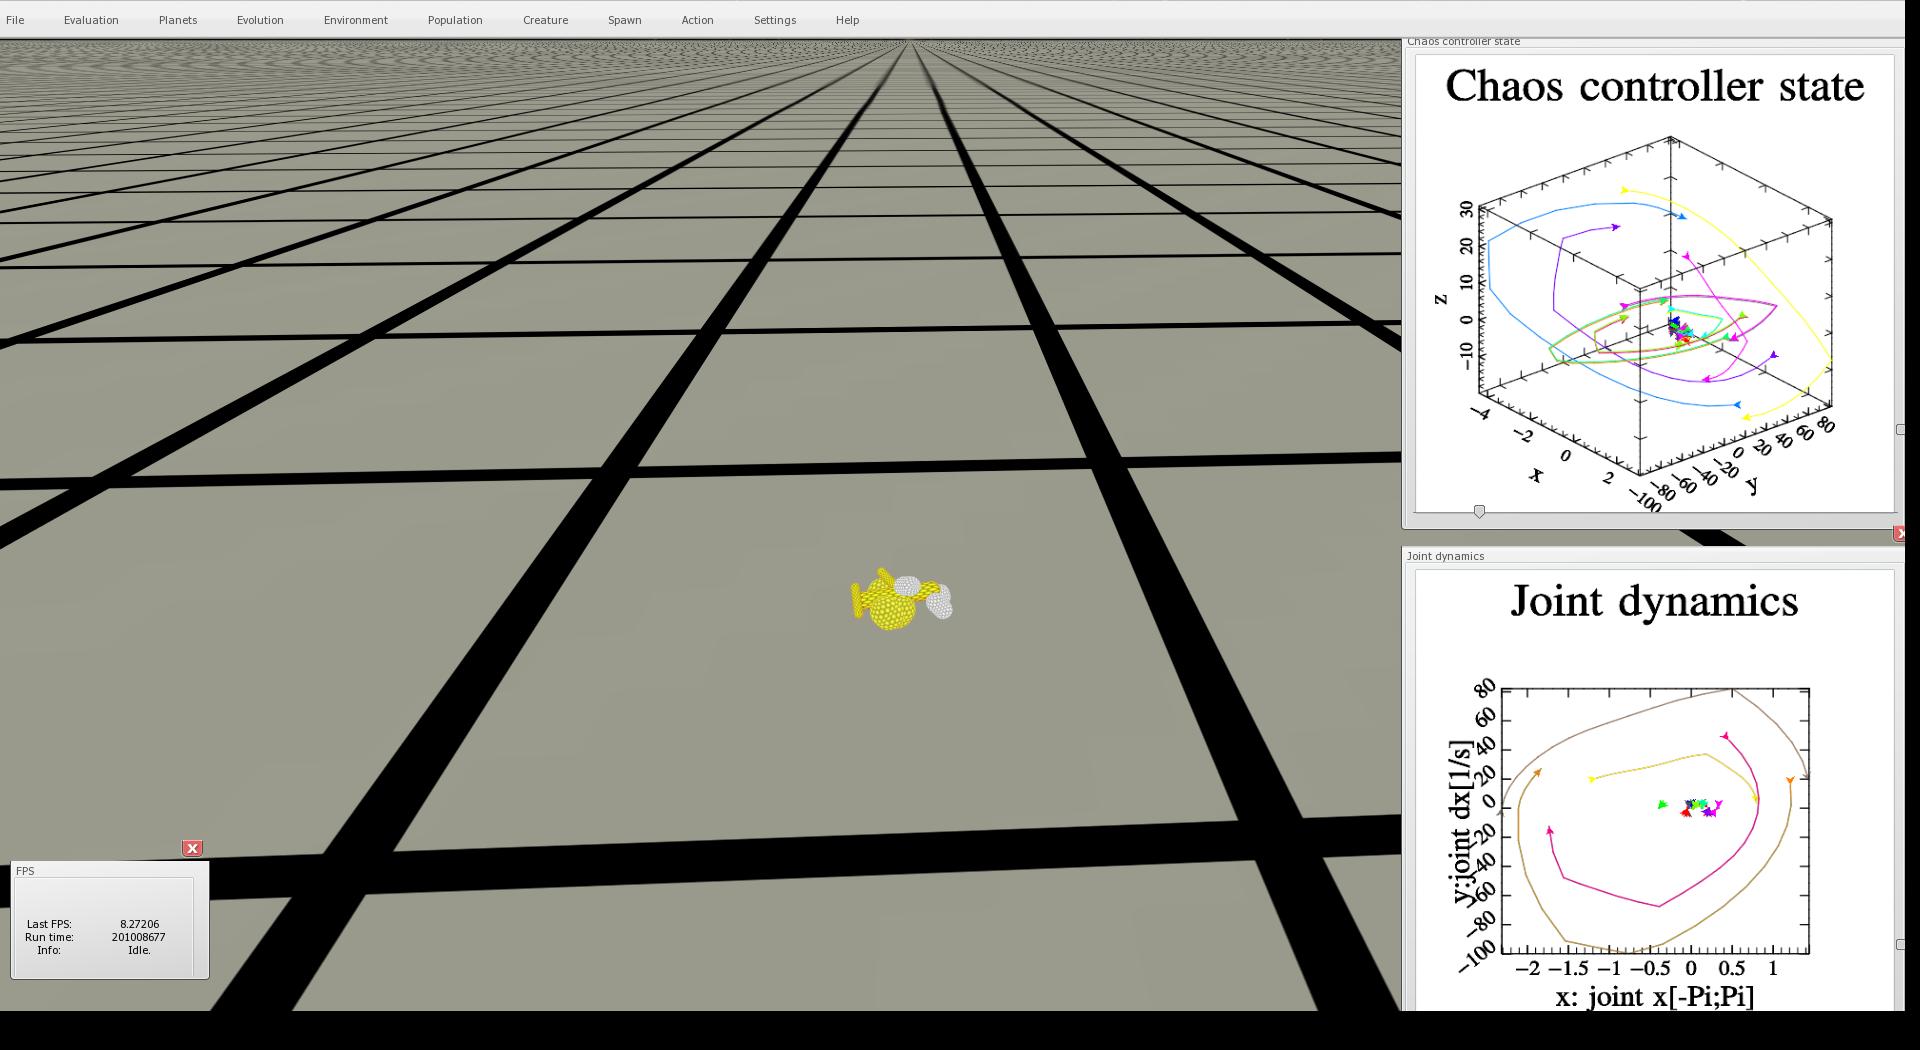 File Evaluation Planets Evolution Environment Population Creature Spawn Action Settings Help
Chaos controller state
Chaos controller state
30
20
10
0
−10
z
−4
−2
0
2
x
−100
−80
−60
−40
−20
0
20
40
60
80
y
x
Joint dynamics
Joint dynamics
80
60
40
20
0
−20
−40
−60
−80
−100
y:joint dx[1/s]
−2 −1.5 −1 −0.5 0 0.5 1
x: joint x[-Pi;Pi]
x
FPS
Last FPS: 8.27206
Run time: 201008677
Info: Idle.